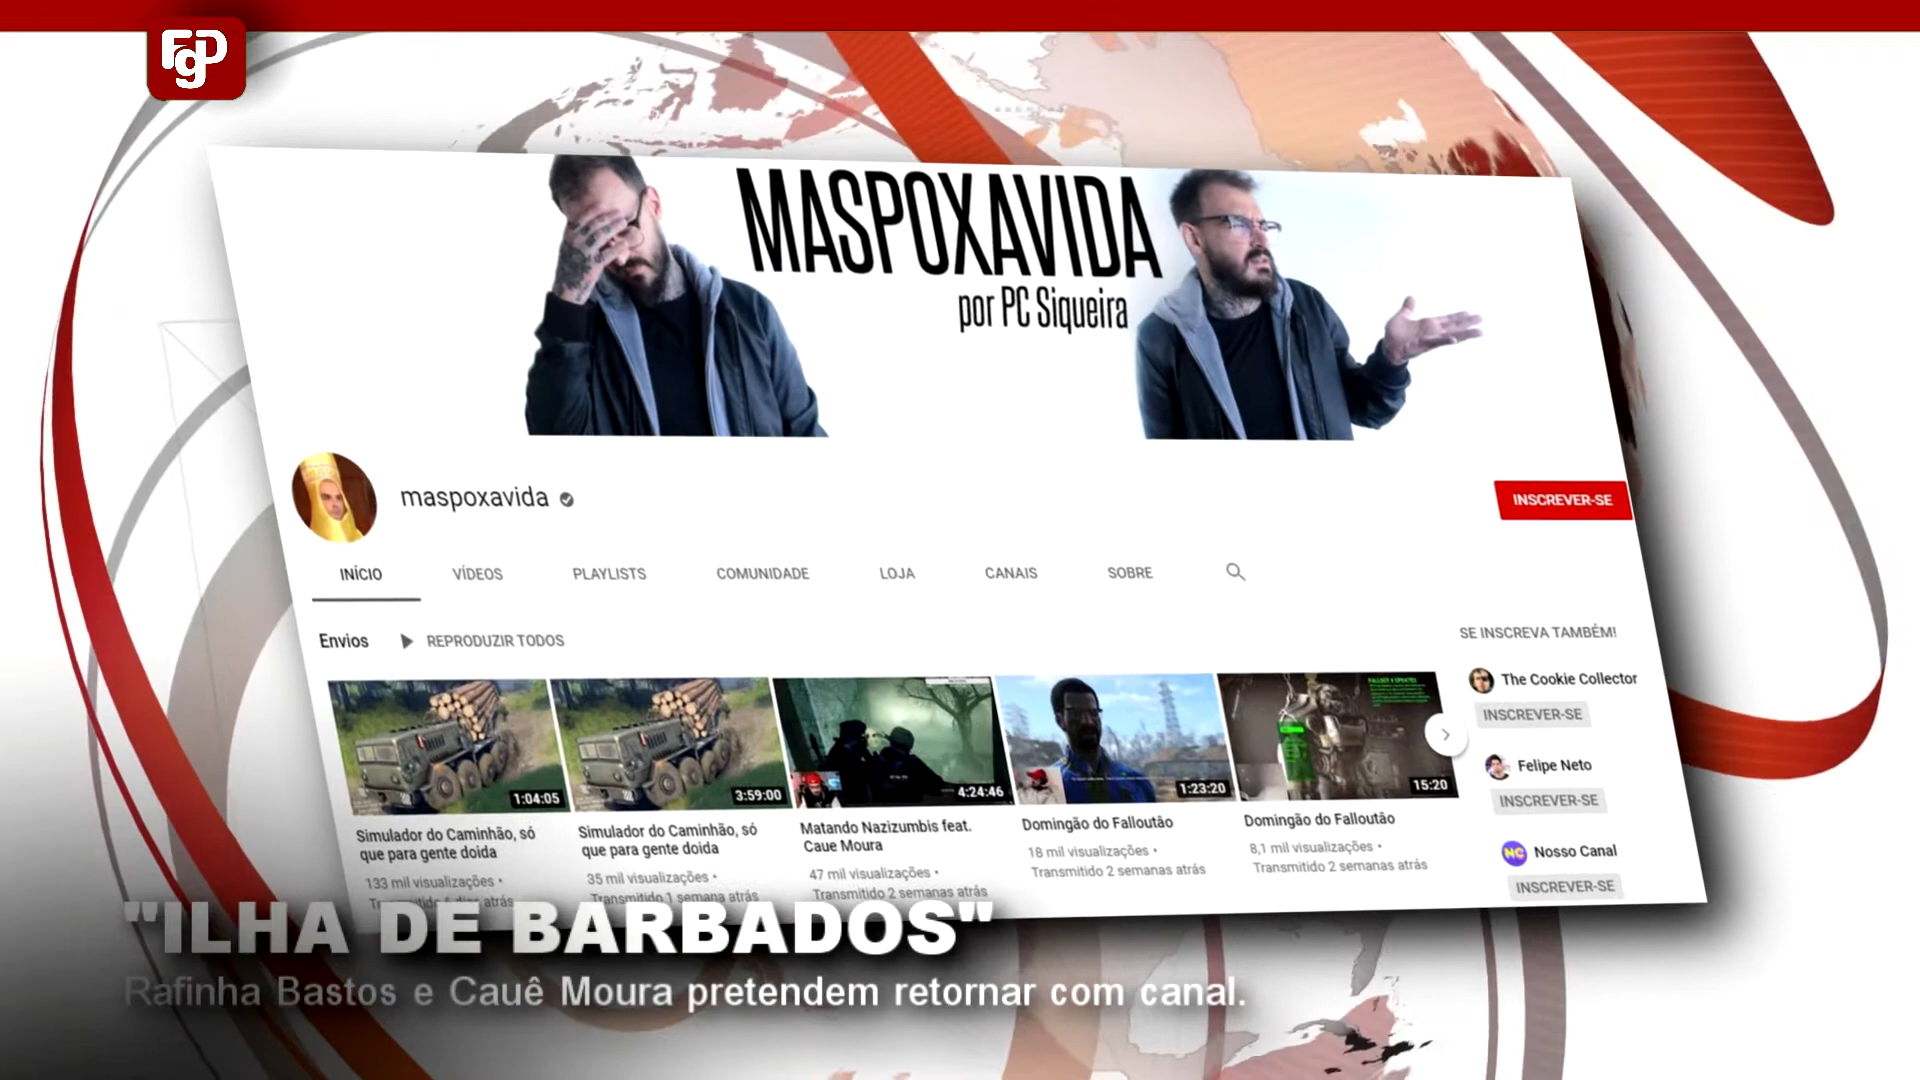 FgP
MASPOXAVIDA
por PC Siqueira
maspoxavida
INSCREVER-SE
INÍCIO
VÍDEOS
PLAYLISTS
COMUNIDADE
LOJA
CANAIS
SOBRE
Envios
REPRODUZIR TODOS
SE INSCREVA TAMBÉM!
The Cookie Collector
INSCREVER-SE
Felipe Neto
INSCREVER-SE
NC
Nosso Canal
INSCREVER-SE
1:04:05
Simulador do Caminhão, só
que para gente doida
133 mil visualizações •
atrás
3:59:00
Simulador do Caminhão, só
que para gente doida
35 mil visualizações •
Transmitido 1 semana atrás
4:24:46
Matando Nazizumbis feat.
Caue Moura
47 mil visualizações •
Transmitido 2 semanas atrás
1:23:20
Domingão do Falloutão
18 mil visualizações •
Transmitido 2 semanas atrás
15:20
Domingão do Falloutão
8,1 mil visualizações •
Transmitido 2 semanas atrás
"ILHA DE BARBADOS"
Rafinha Bastos e Cauê Moura pretendem retornar com canal.